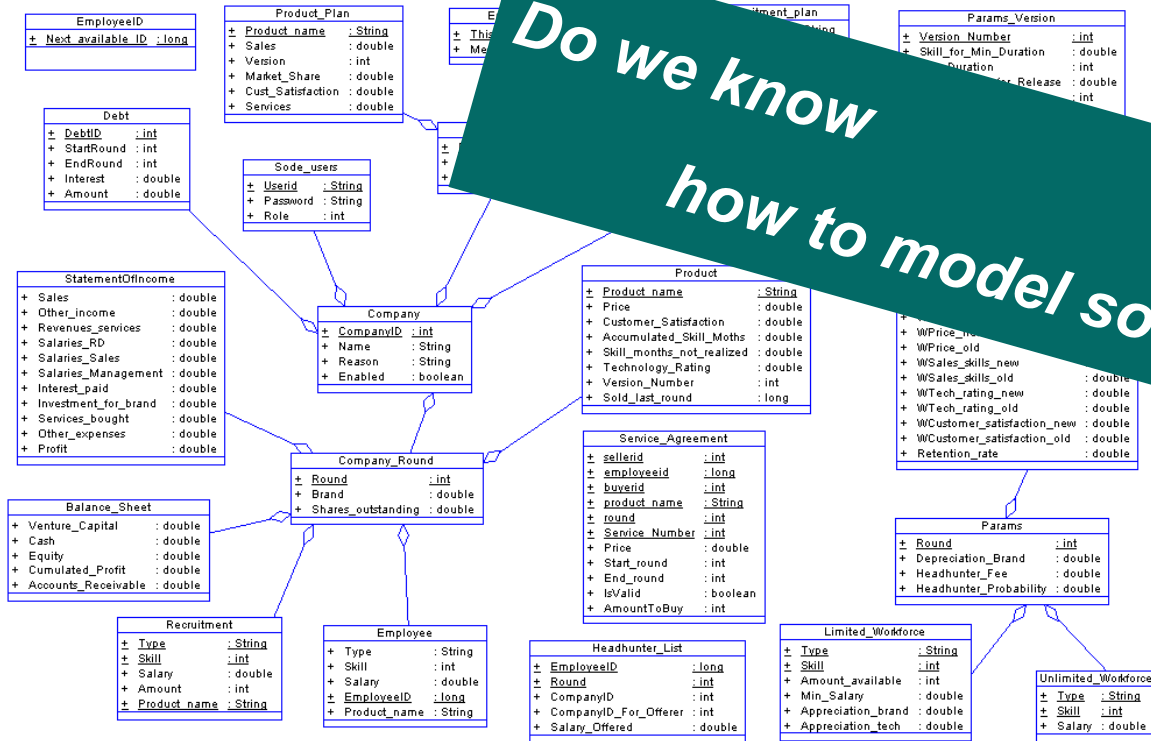 EmployeeID
+ Next_available_ID : long
Product_Plan
+ Product_name : String
+ Sales : double
+ Version : int
+ Market_Share : double
+ Cust_Satisfaction : double
+ Services : double
itment_plan
Params_Version
+ Version_Number : int
+ Skill_for_Min_Duration : double
Duration : int
Release : double
: int
Do we know
how to model so
Debt
+ DebtID : int
+ StartRound : int
+ EndRound : int
+ Interest : double
+ Amount : double
Sode_users
+ Userid : String
+ Password : String
+ Role : int
StatementOfIncome
+ Sales : double
+ Other_income : double
+ Revenues_services : double
+ Salaries_RD : double
+ Salaries_Sales : double
+ Salaries_Management : double
+ Interest_paid : double
+ Investment_for_brand : double
+ Services_bought : double
+ Other_expenses : double
+ Profit : double
Company
+ CompanyID : int
+ Name : String
+ Reason : String
+ Enabled : boolean
Product
+ Product_name : String
+ Price : double
+ Customer_Satisfaction : double
+ Accumulated_Skill_Moths : double
+ Skill_months_not_realized : double
+ Technology_Rating : double
+ Version_Number : int
+ Sold_last_round : long
+ WPrice_old
+ WSales_skills_new
+ WSales_skills_old : double
+ WTech_rating_new : double
+ WTech_rating_old : double
+ WCustomer_satisfaction_new : double
+ WCustomer_satisfaction_old : double
+ Retention_rate : double
Company_Round
+ Round : int
+ Brand : double
+ Shares_outstanding : double
Service_Agreement
+ sellerid : int
+ employeeid : long
+ buyerid : int
+ product_name : String
+ round : int
+ Service_Number : int
+ Price : double
+ Start_round : int
+ End_round : int
+ IsValid : boolean
+ AmountToBuy : int
Balance_Sheet
+ Venture_Capital : double
+ Cash : double
+ Equity : double
+ Cumulated_Profit : double
+ Accounts_Receivable : double
Params
+ Round : int
+ Depreciation_Brand : double
+ Headhunter_Fee : double
+ Headhunter_Probability : double
Recruitment
+ Type : String
+ Skill : int
+ Salary : double
+ Amount : int
+ Product_name : String
Employee
+ Type : String
+ Skill : int
+ Salary : double
+ EmployeeID : long
+ Product_name : String
Headhunter_List
+ EmployeeID : long
+ Round : int
+ CompanyID : int
+ CompanyID_For_Offerer : int
+ Salary_Offered : double
Limited_Workforce
+ Type : String
+ Skill : int
+ Amount_available : int
+ Min_Salary : double
+ Appreciation_brand : double
+ Appreciation_tech : double
Unlimited_Workforce
+ Type : String
+ Skill : int
+ Salary : double